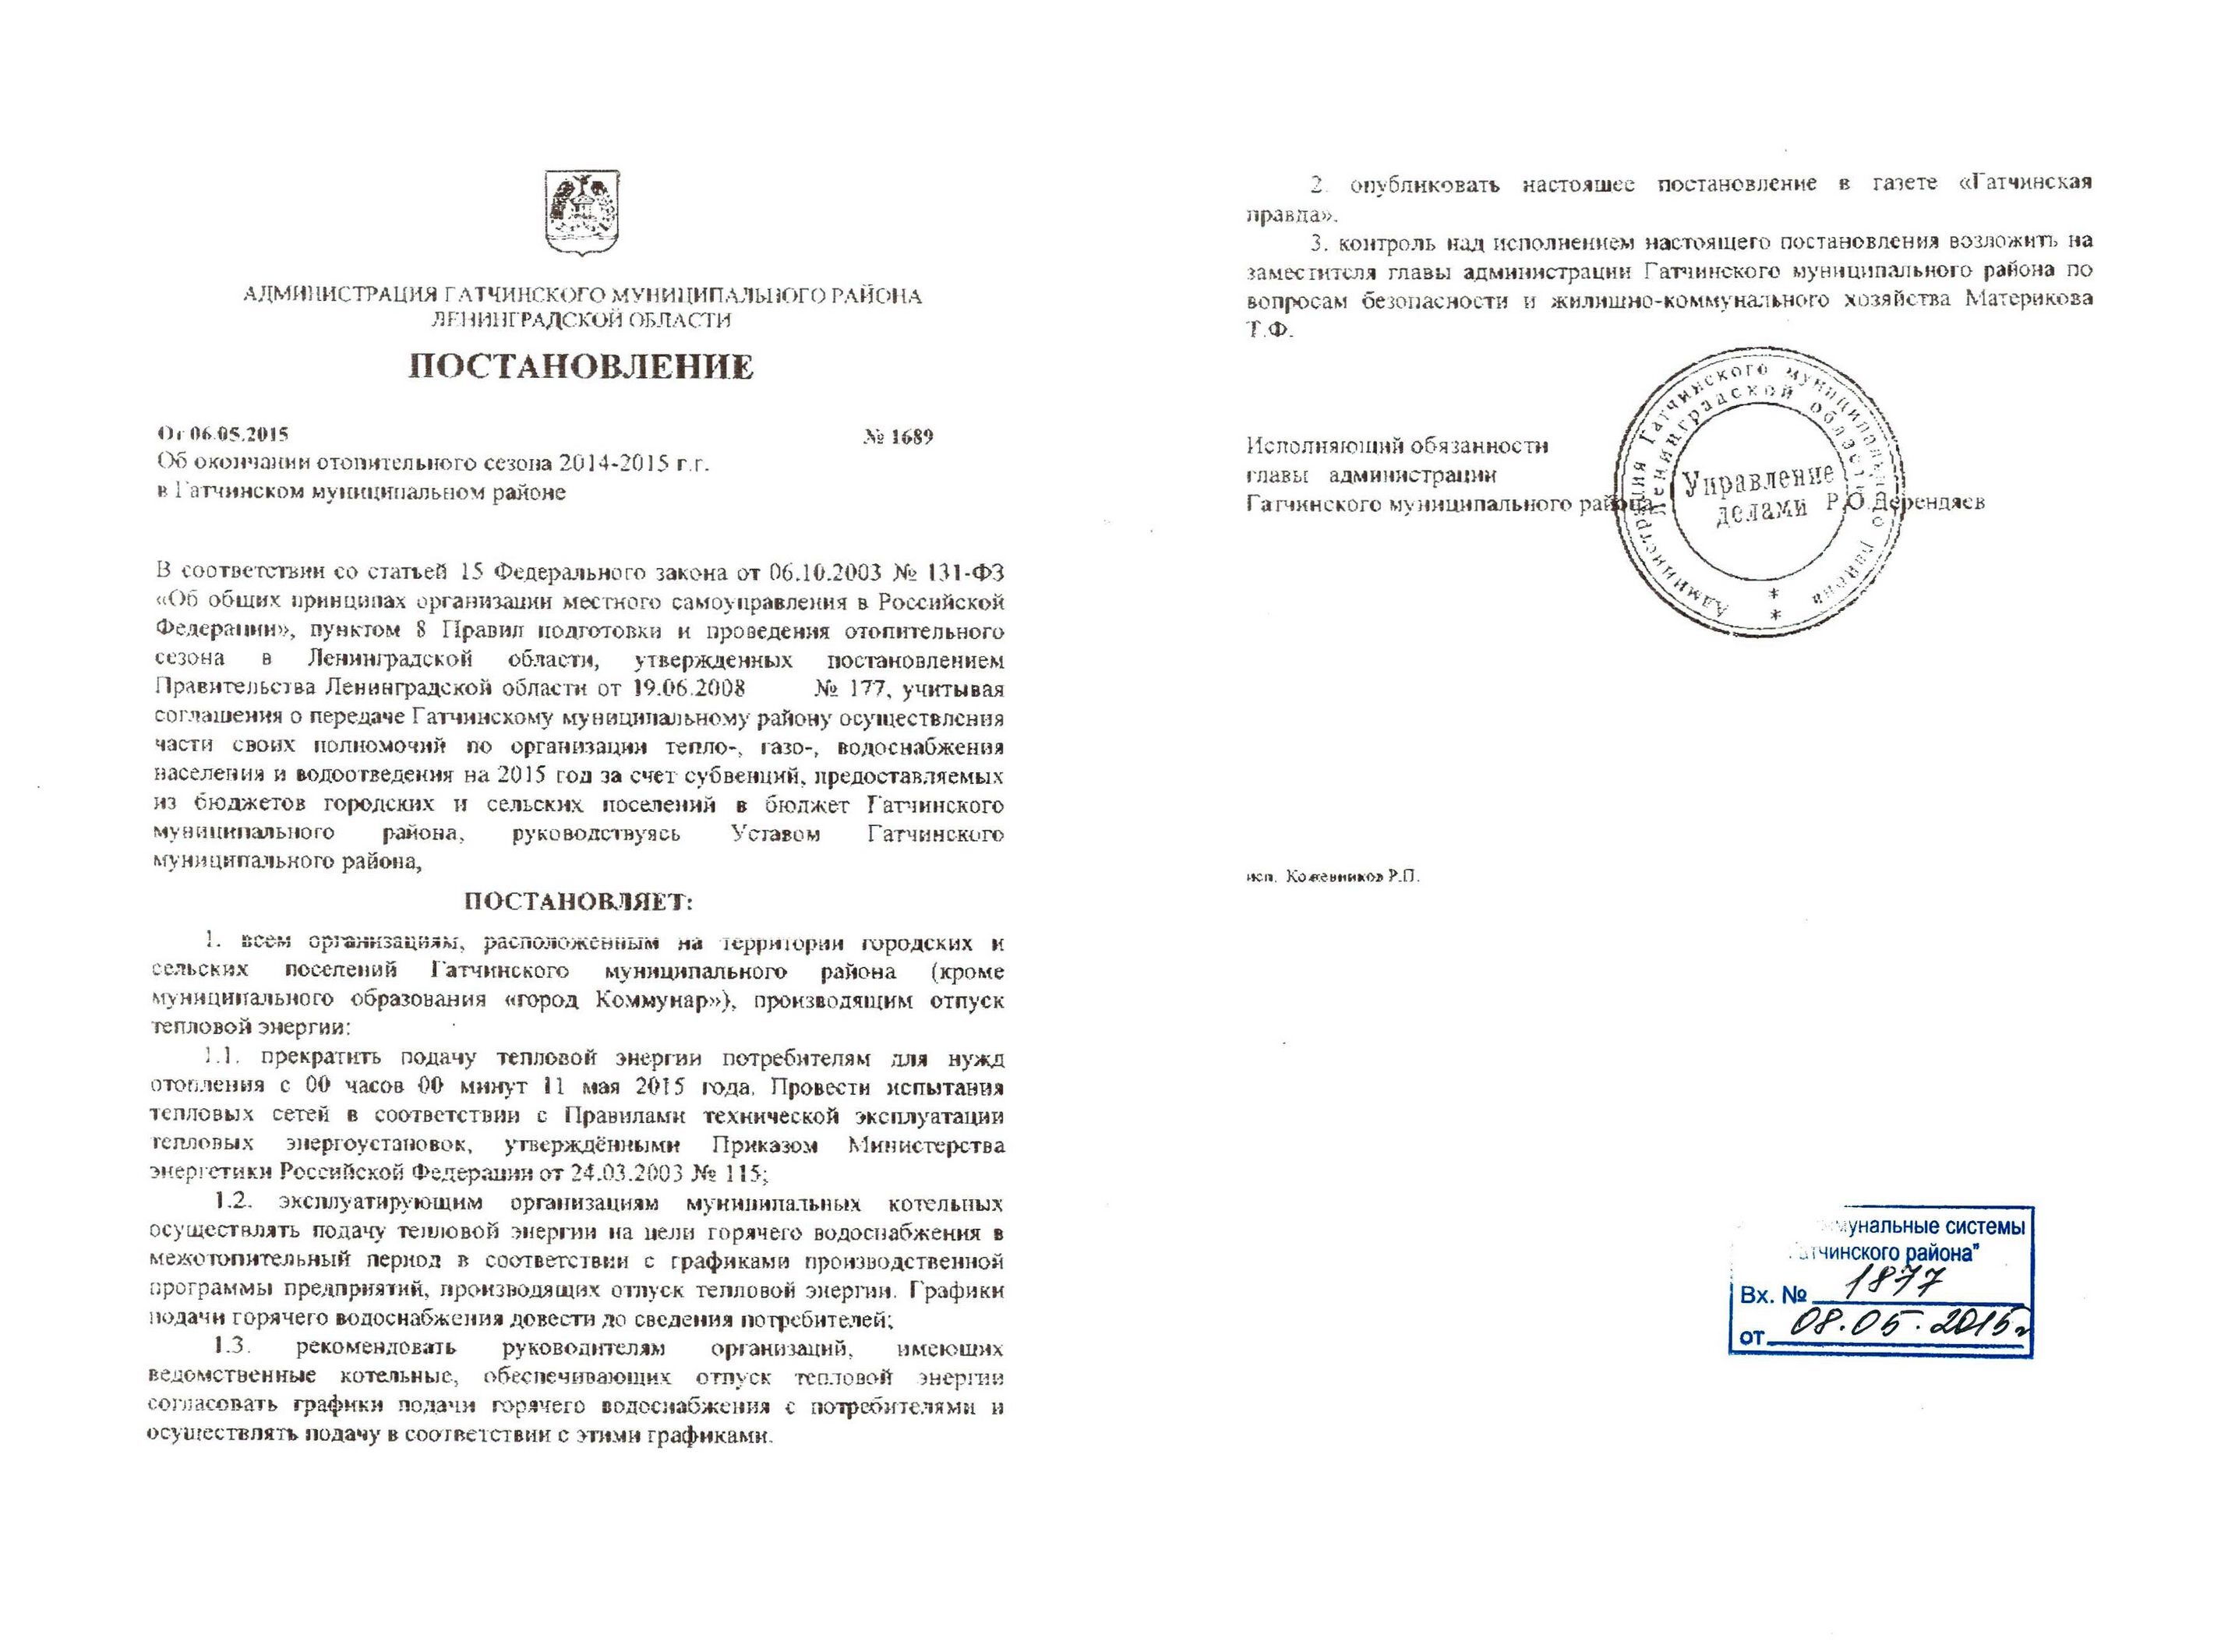 АДМИНИСТРАЦИЯ ГАТЧИНСКОГО МУНИЦИПАЛЬНОГО РАЙОНА
ЛЕНИНГРАДСКОЙ ОБЛАСТИ
ПОСТАНОВЛЕНИЕ
От 06.05.2015 № 1689
Об окончании отопительного сезона 2014-2015 г.г.
в Гатчинском муниципальном районе
В соответствии со статьей 15 Федерального закона от 06.10.2003 № 131-ФЗ
«Об общих принципах организации местного самоуправления в Российской
Федерации», пунктом 8 Правил подготовки и проведения отопительного
сезона в Ленинградской области, утвержденных постановлением
Правительства Ленинградской области от 19.06.2008 № 177, учитывая
соглашения о передаче Гатчинскому муниципальному району осуществления
части своих полномочий по организации тепло-, газо-, водоснабжения
населения и водоотведения на 2015 год за счет субвенций, предоставляемых
из бюджетов городских и сельских поселений в бюджет Гатчинского
муниципального района, руководствуясь Уставом Гатчинского
муниципального района,
ПОСТАНОВЛЯЕТ:
1. всем организациям, расположенным на территории городских и
сельских поселений Гатчинского муниципального района (кроме
муниципального образования «город Коммунар»), производящим отпуск
тепловой энергии:
1.1. прекратить подачу тепловой энергии потребителям для нужд
отопления с 00 часов 00 минут 11 мая 2015 года. Провести испытания
тепловых сетей в соответствии с Правилами технической эксплуатации
тепловых энергоустановок, утверждёнными Приказом Министерства
энергетики Российской Федерации от 24.03.2003 № 115;
1.2. эксплуатирующим организациям муниципальных котельных
осуществлять подачу тепловой энергии на цели горячего водоснабжения в
межотопительный период в соответствии с графиками производственной
программы предприятий, производящих отпуск тепловой энергии. Графики
подачи горячего водоснабжения довести до сведения потребителей;
1.3. рекомендовать руководителям организаций, имеющих
ведомственные котельные, обеспечивающих отпуск тепловой энергии
согласовать графики подачи горячего водоснабжения с потребителями и
осуществлять подачу в соответствии с этими графиками.
2. опубликовать настоящее постановление в газете «Гатчинская
правда».
3. контроль над исполнением настоящего постановления возложить на
заместителя главы администрации Гатчинского муниципального района по
вопросам безопасности и жилищно-коммунального хозяйства Материкова
Т.Ф.
Исполняющий обязанности
главы администрации
Гатчинского муниципального района Р.О.Дерендяев
Администрация Гатчинского муниципального района
Ленинградской области
Управление
делами
* *
исп. Кожевников Р.П.
мунальные системы
тчинского района"
Вх. № 1877
от 08.05.2015г